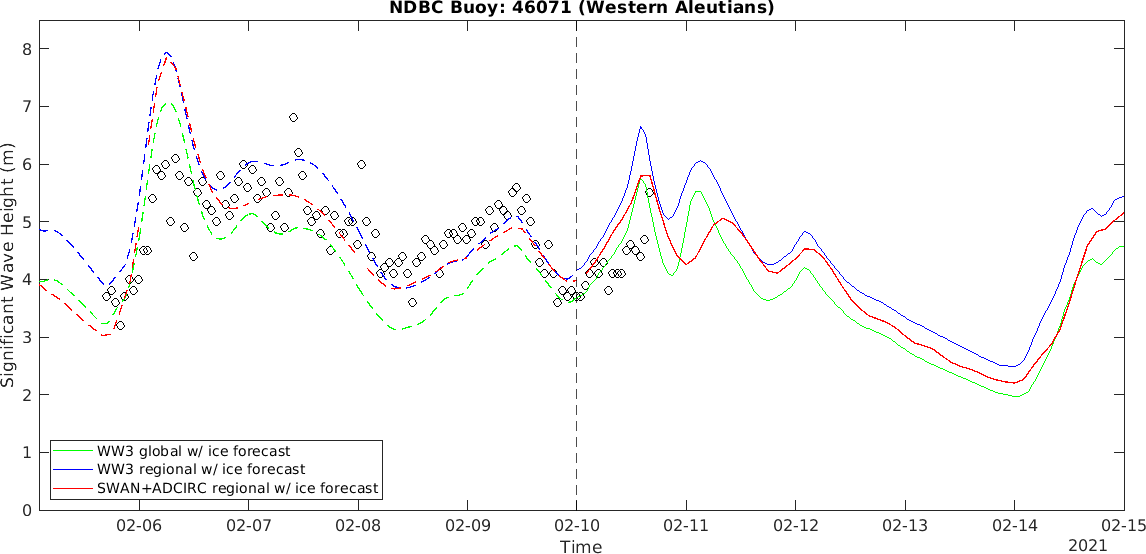 NDBC Buoy: 46071 (Western Aleutians)
Significant Wave Height (m)
8
7
6
5
4
3
2
1
0
WW3 global w/ ice forecast
WW3 regional w/ ice forecast
SWAN+ADCIRC regional w/ ice forecast
02-06 02-07 02-08 02-09 02-10 02-11 02-12 02-13 02-14 02-15
Time
2021